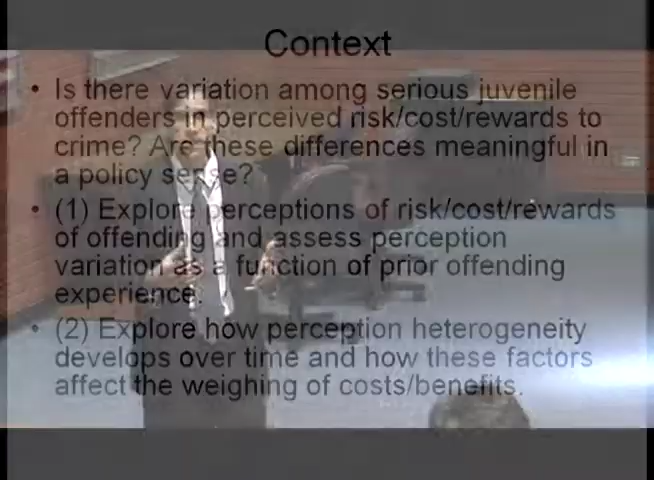 Context
• Is there variation among serious juvenile
offenders in perceived risk/cost/rewards to
crime? Are these differences meaningful in
a policy sense?
• (1) Explore perceptions of risk/cost/rewards
of offending and assess perception
variation as a function of prior offending
experience.
• (2) Explore how perception heterogeneity
develops over time and how these factors
affect the weighing of costs/benefits.